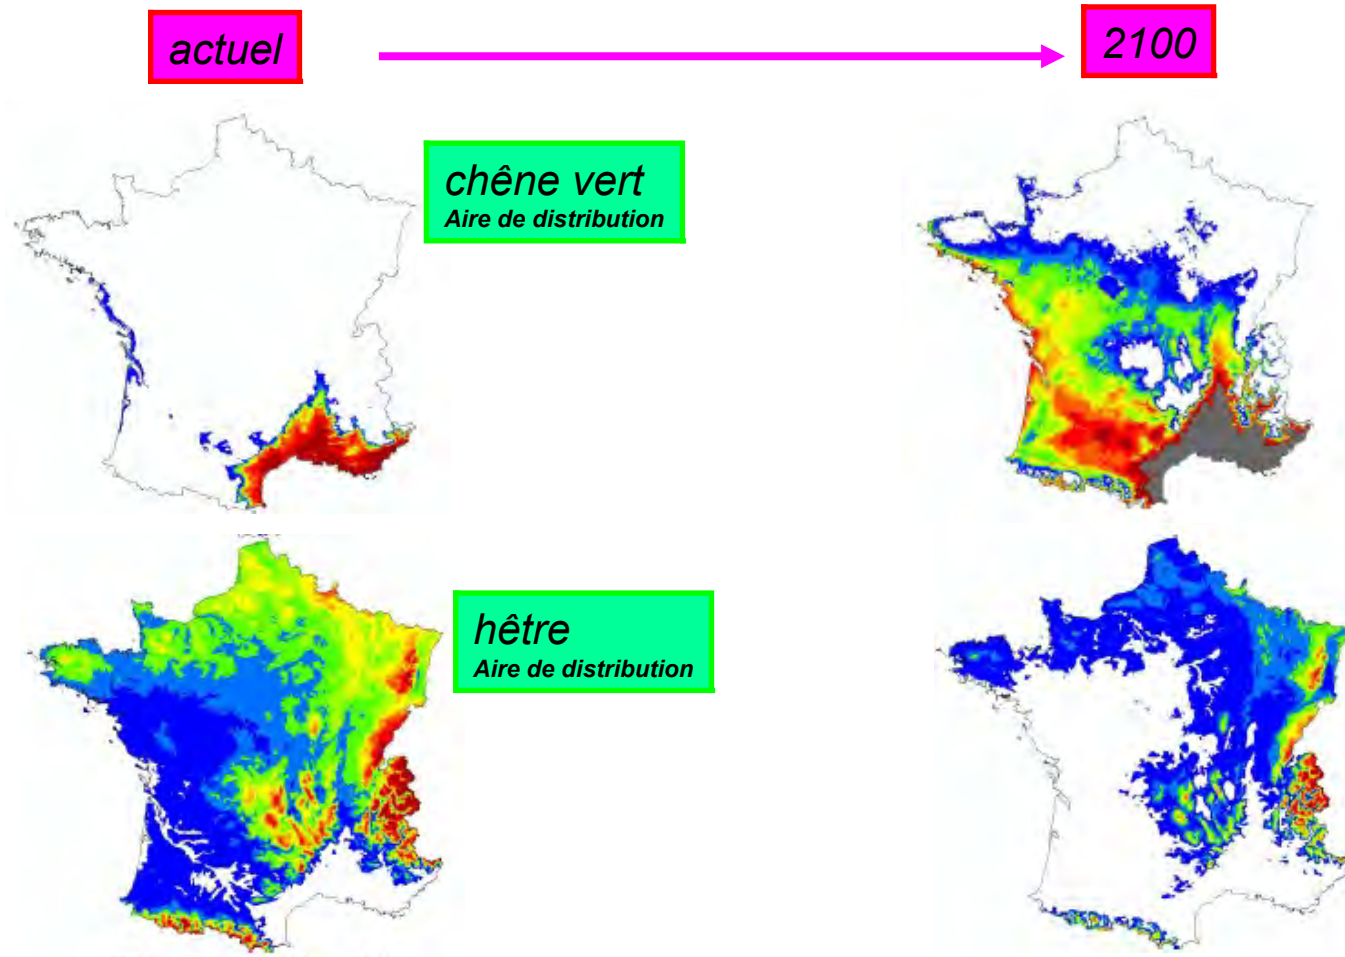 actuel
2100
chêne vert
Aire de distribution
hêtre
Aire de distribution